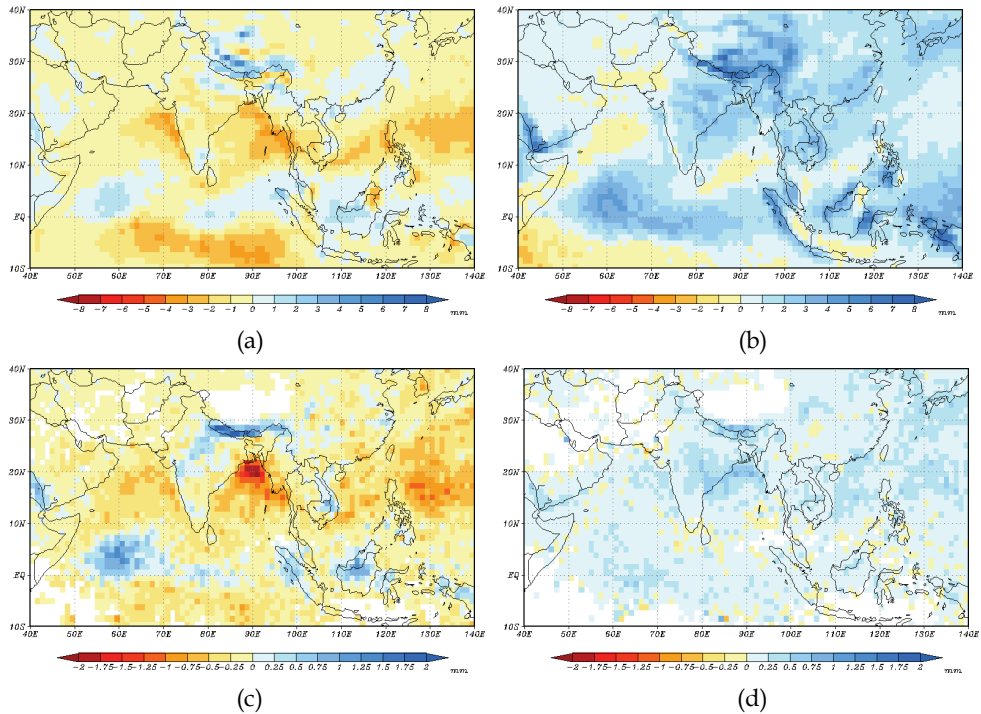 40N
30N
20N
10N
EQ
10S
40E 50E 60E 70E 80E 90E 100E 110E 120E 130E 140E
-8 -7 -6 -5 -4 -3 -2 -1 0 1 2 3 4 5 6 7 8
mm
(a)
40N
30N
20N
10N
EQ
10S
40E 50E 60E 70E 80E 90E 100E 110E 120E 130E 140E
-8 -7 -6 -5 -4 -3 -2 -1 0 1 2 3 4 5 6 7 8
mm
(b)
40N
30N
20N
10N
EQ
10S
40E 50E 60E 70E 80E 90E 100E 110E 120E 130E 140E
-2 -1.75 -1.5 -1.25 -1 -0.75 -0.5 -0.25 0 0.25 0.5 0.75 1 1.25 1.5 1.75 2
mm
(c)
40N
30N
20N
10N
EQ
10S
40E 50E 60E 70E 80E 90E 100E 110E 120E 130E 140E
-2 -1.75 -1.5 -1.25 -1 -0.75 -0.5 -0.25 0 0.25 0.5 0.75 1 1.25 1.5 1.75 2
mm
(d)